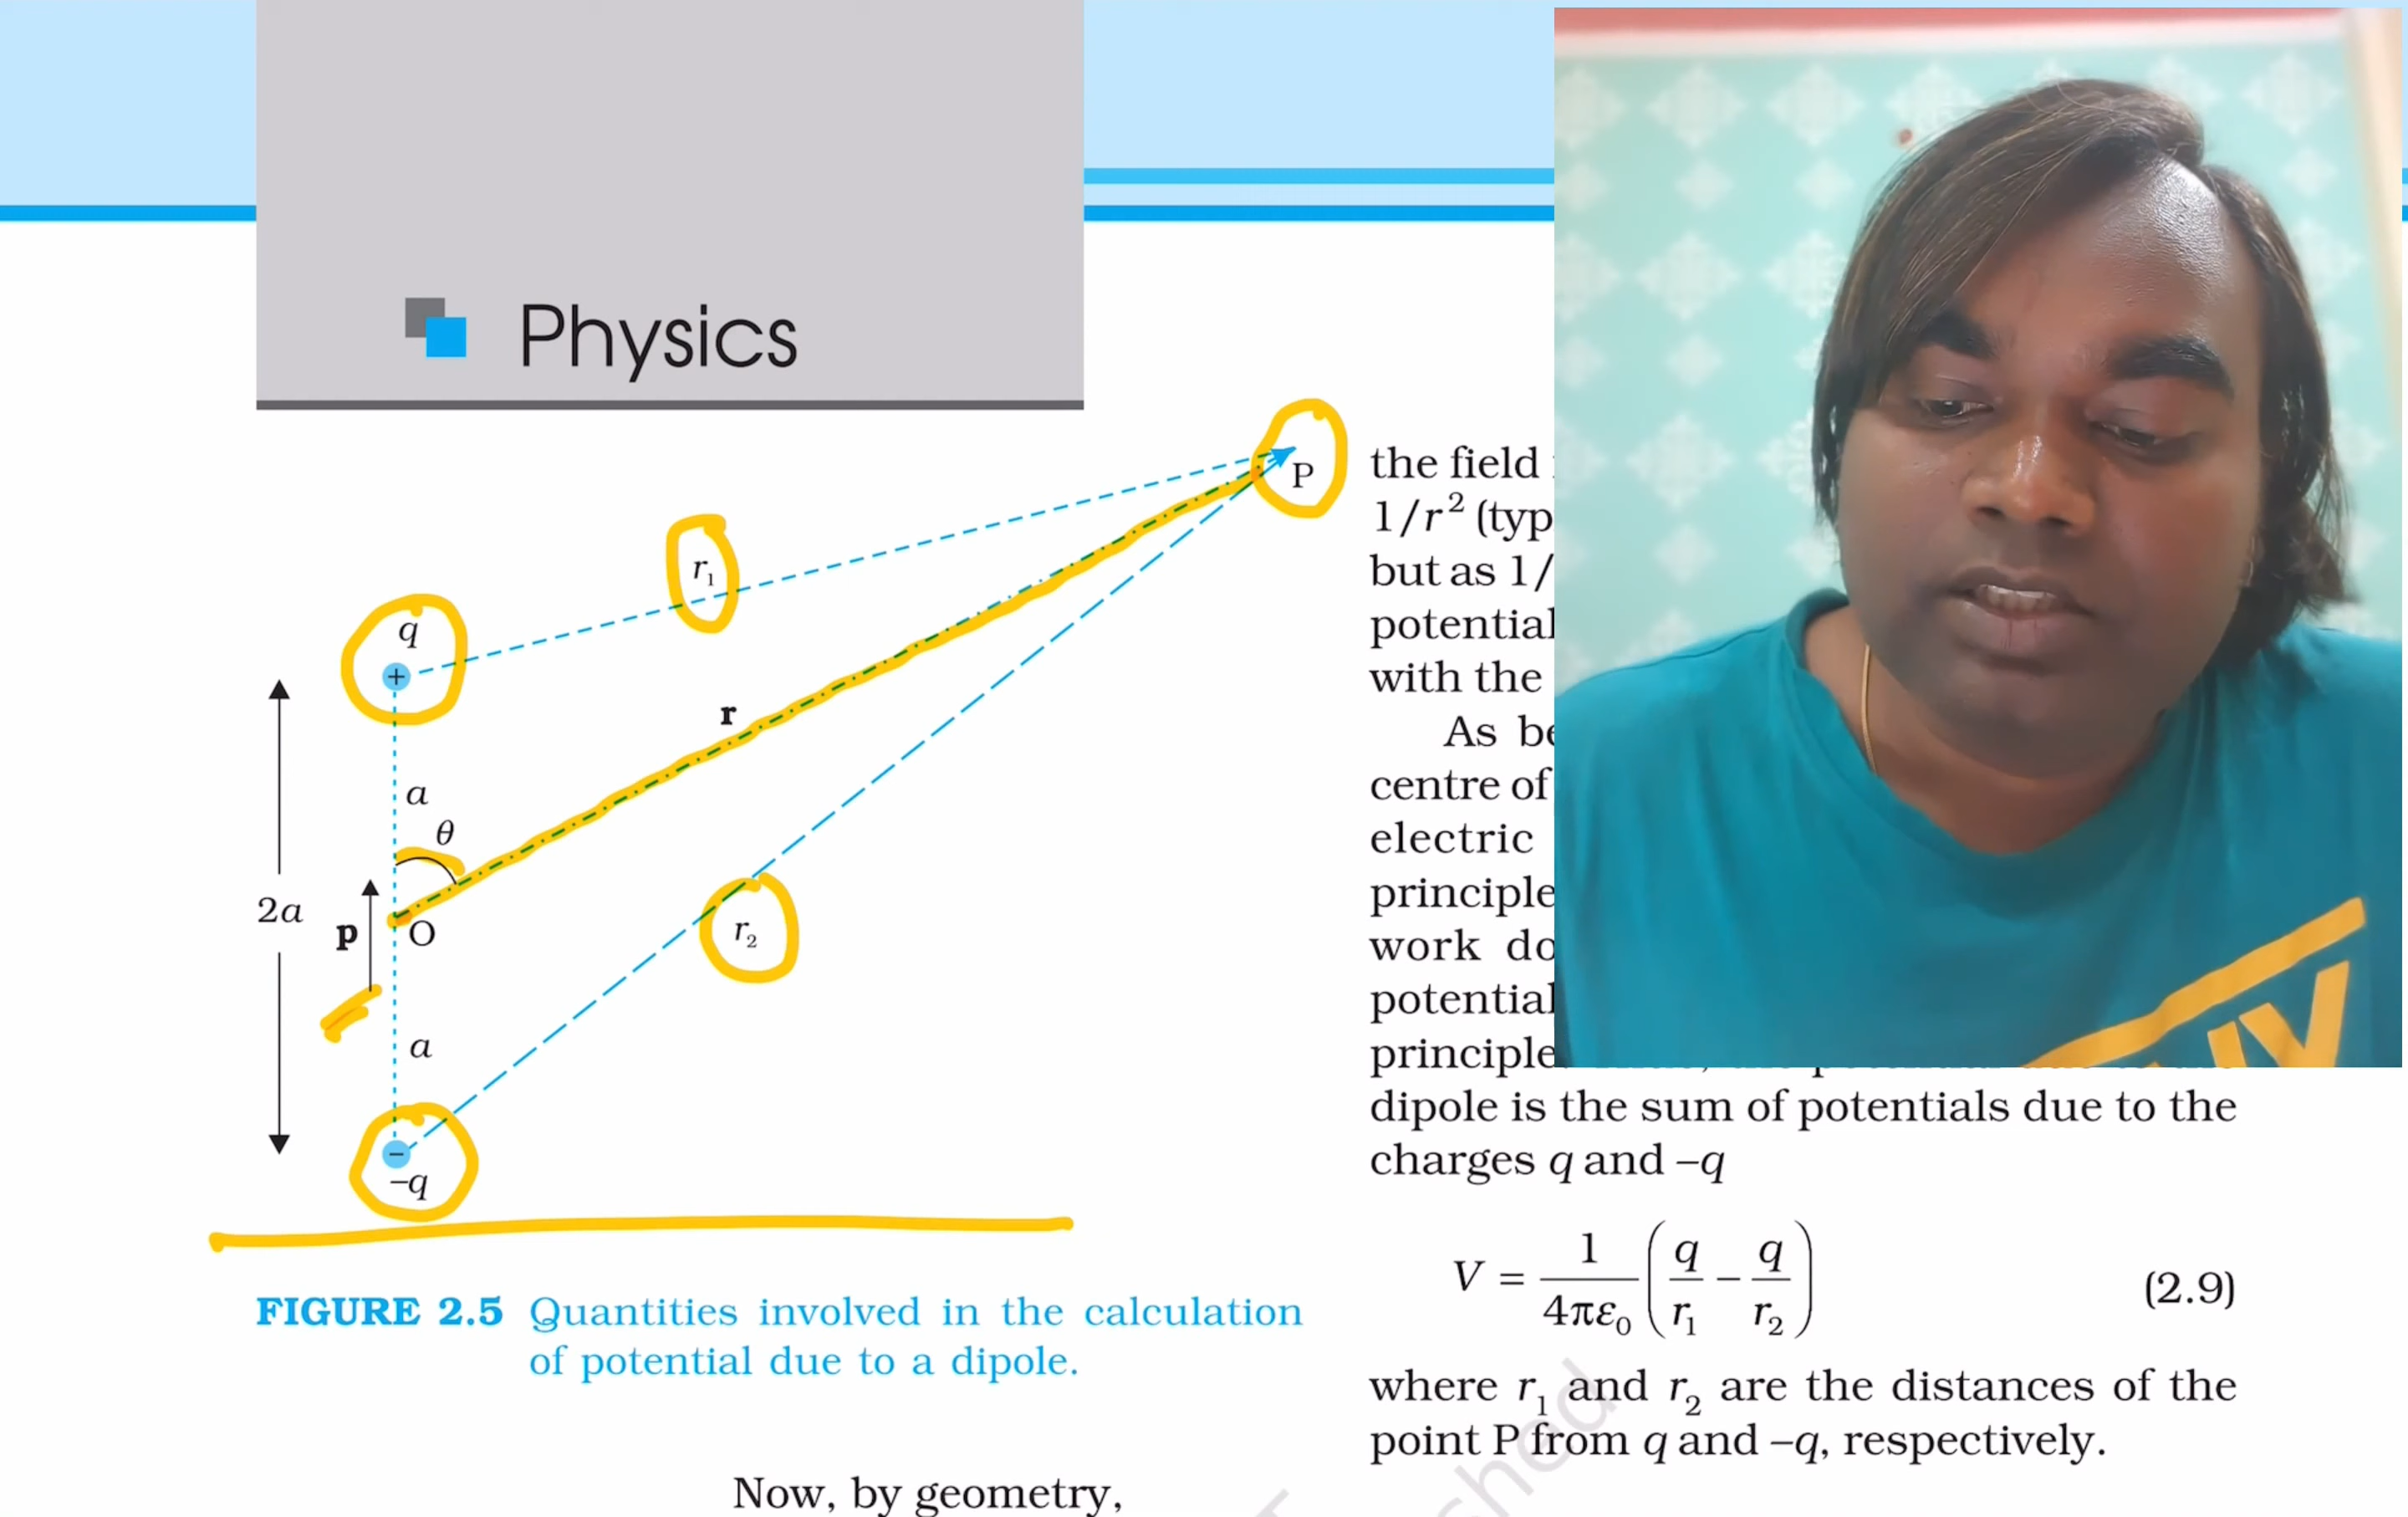 Physics
P
r₁
q
+
r
a
θ
2a
p
O
r₂
a
−
–q
FIGURE 2.5 Quantities involved in the calculation
of potential due to a dipole.
the field
1/r² (typ
but as 1/
potential
with the
As be
centre of
electric
principle
work do
potential
principle
dipole is the sum of potentials due to the
charges q and –q
V = 1/4πε₀ (q/r₁ − q/r₂) (2.9)
where r₁ and r₂ are the distances of the
point P from q and –q, respectively.
Now, by geometry,